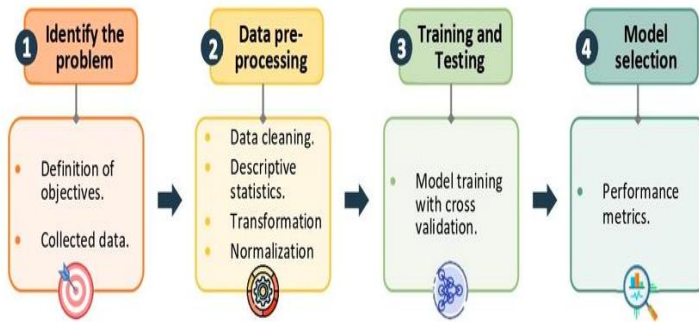 1
Identify the
problem
Definition of
objectives.
Collected data.
2
Data pre-
processing
Data cleaning.
Descriptive
statistics.
Transformation
Normalization
3
Training and
Testing
Model training
with cross
validation.
4
Model
selection
Performance
metrics.